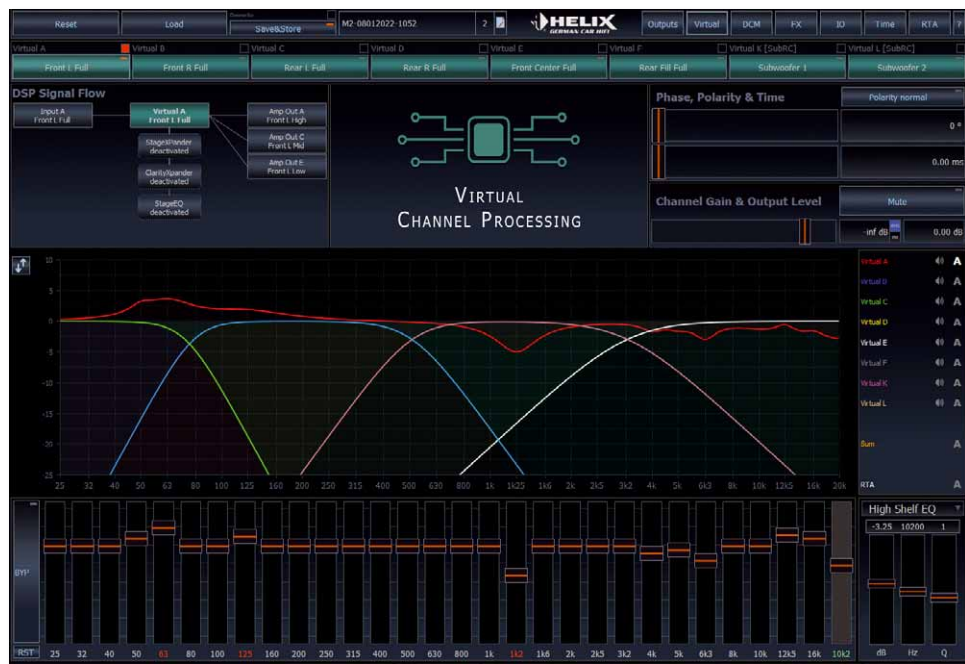 Reset
Load
Save&Store
M2-08012022-1052
2
HELIX
GERMAN CAR HIFI
Outputs
Virtual
DCM
FX
IO
Time
RTA
?
Virtual A
Virtual B
Virtual C
Virtual D
Virtual E
Virtual F
Virtual K [SubRC]
Virtual L [SubRC]
Front L Full
Front R Full
Rear L Full
Rear R Full
Front Center Full
Rear Fill Full
Subwoofer 1
Subwoofer 2
DSP Signal Flow
Input A
Front L Full
Virtual A
Front L Full
Amp Out A
Front L High
StageXpander
deactivated
Amp Out C
Front L Mid
ClarityXpander
deactivated
Amp Out E
Front L Low
StageEQ
deactivated
VIRTUAL
CHANNEL PROCESSING
Phase, Polarity & Time
Polarity normal
0 °
0.00 ms
Channel Gain & Output Level
Mute
-inf dB
0.00 dB
10
5
0
-5
-10
-15
-20
-25
25 32 40 50 63 80 100 125 160 200 250 315 400 500 630 800 1k 1k25 1k6 2k 2k5 3k2 4k 5k 6k3 8k 10k 12k5 16k 20k
Virtual A A
Virtual B A
Virtual C A
Virtual D A
Virtual E A
Virtual F A
Virtual K A
Virtual L A
Sum A
RTA A
BYP
RST
25 32 40 50 63 80 100 125 160 200 250 315 400 500 630 800 1k 1k2 1k6 2k 2k5 3k2 4k 5k 6k3 8k 10k 12k5 16k 10k2
High Shelf EQ
-3.25 10200 1
dB Hz Q